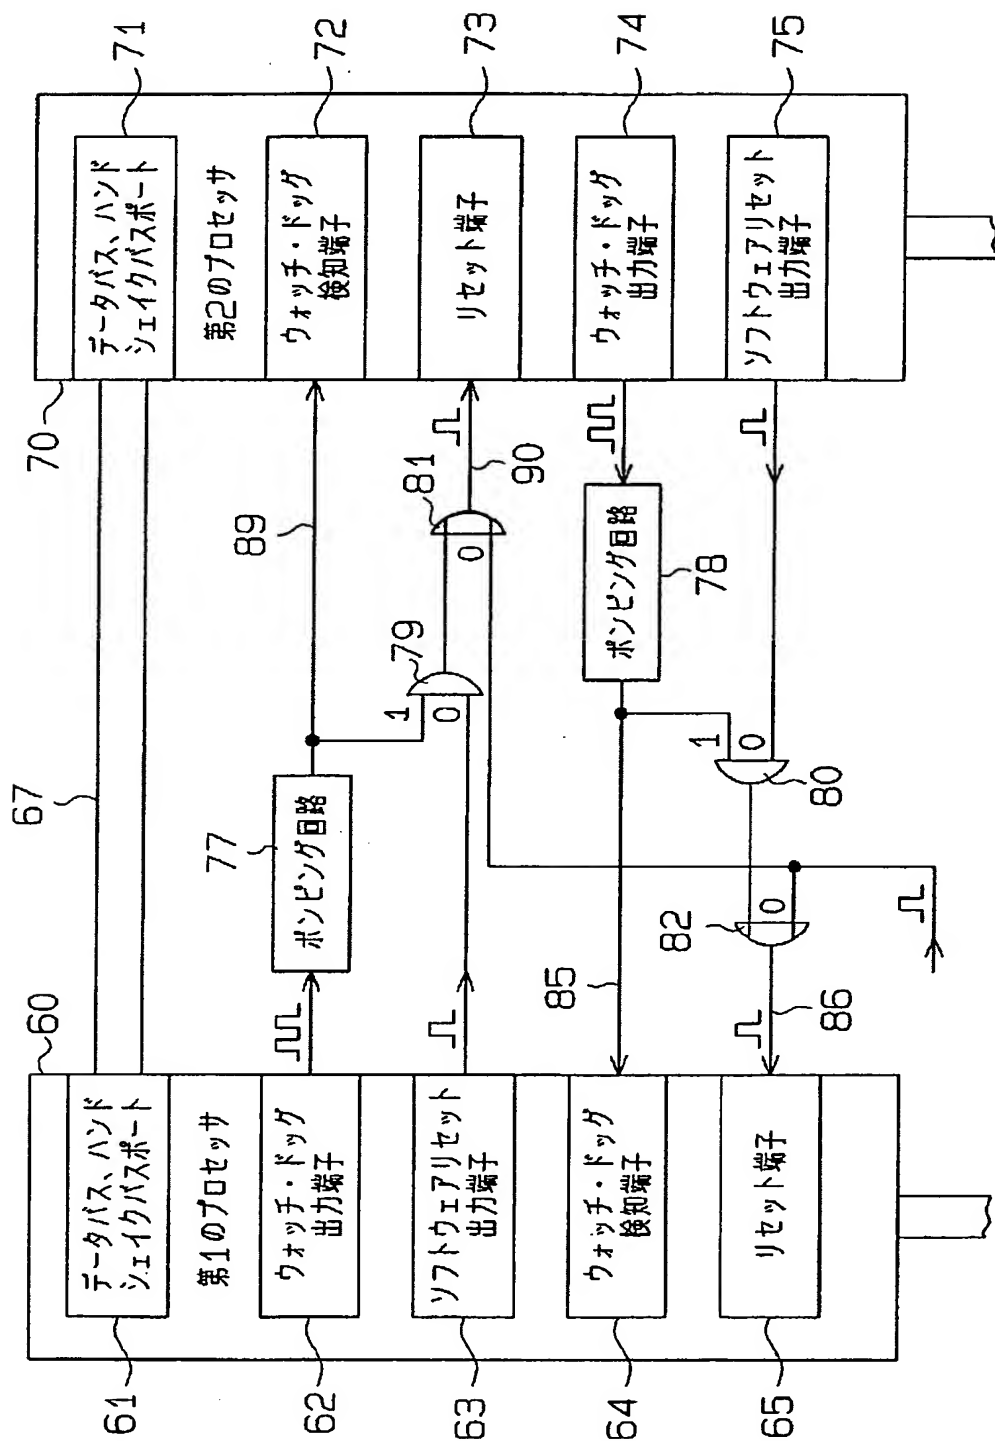 60
データバス、ハンド
シェイクバスポート
第1のプロセッサ
ウォッチ・ドッグ
出力端子
ソフトウェアリセット
出力端子
ウォッチ・ドッグ
検知端子
リセット端子
61
62
63
64
65
67
77
ポンピング回路
89
1
0
79
81
0
90
85
ポンピング回路
78
1
0
80
82
0
86
70
データバス、ハンド
シェイクバスポート
第2のプロセッサ
ウォッチ・ドッグ
検知端子
リセット端子
ウォッチ・ドッグ
出力端子
ソフトウェアリセット
出力端子
71
72
73
74
75